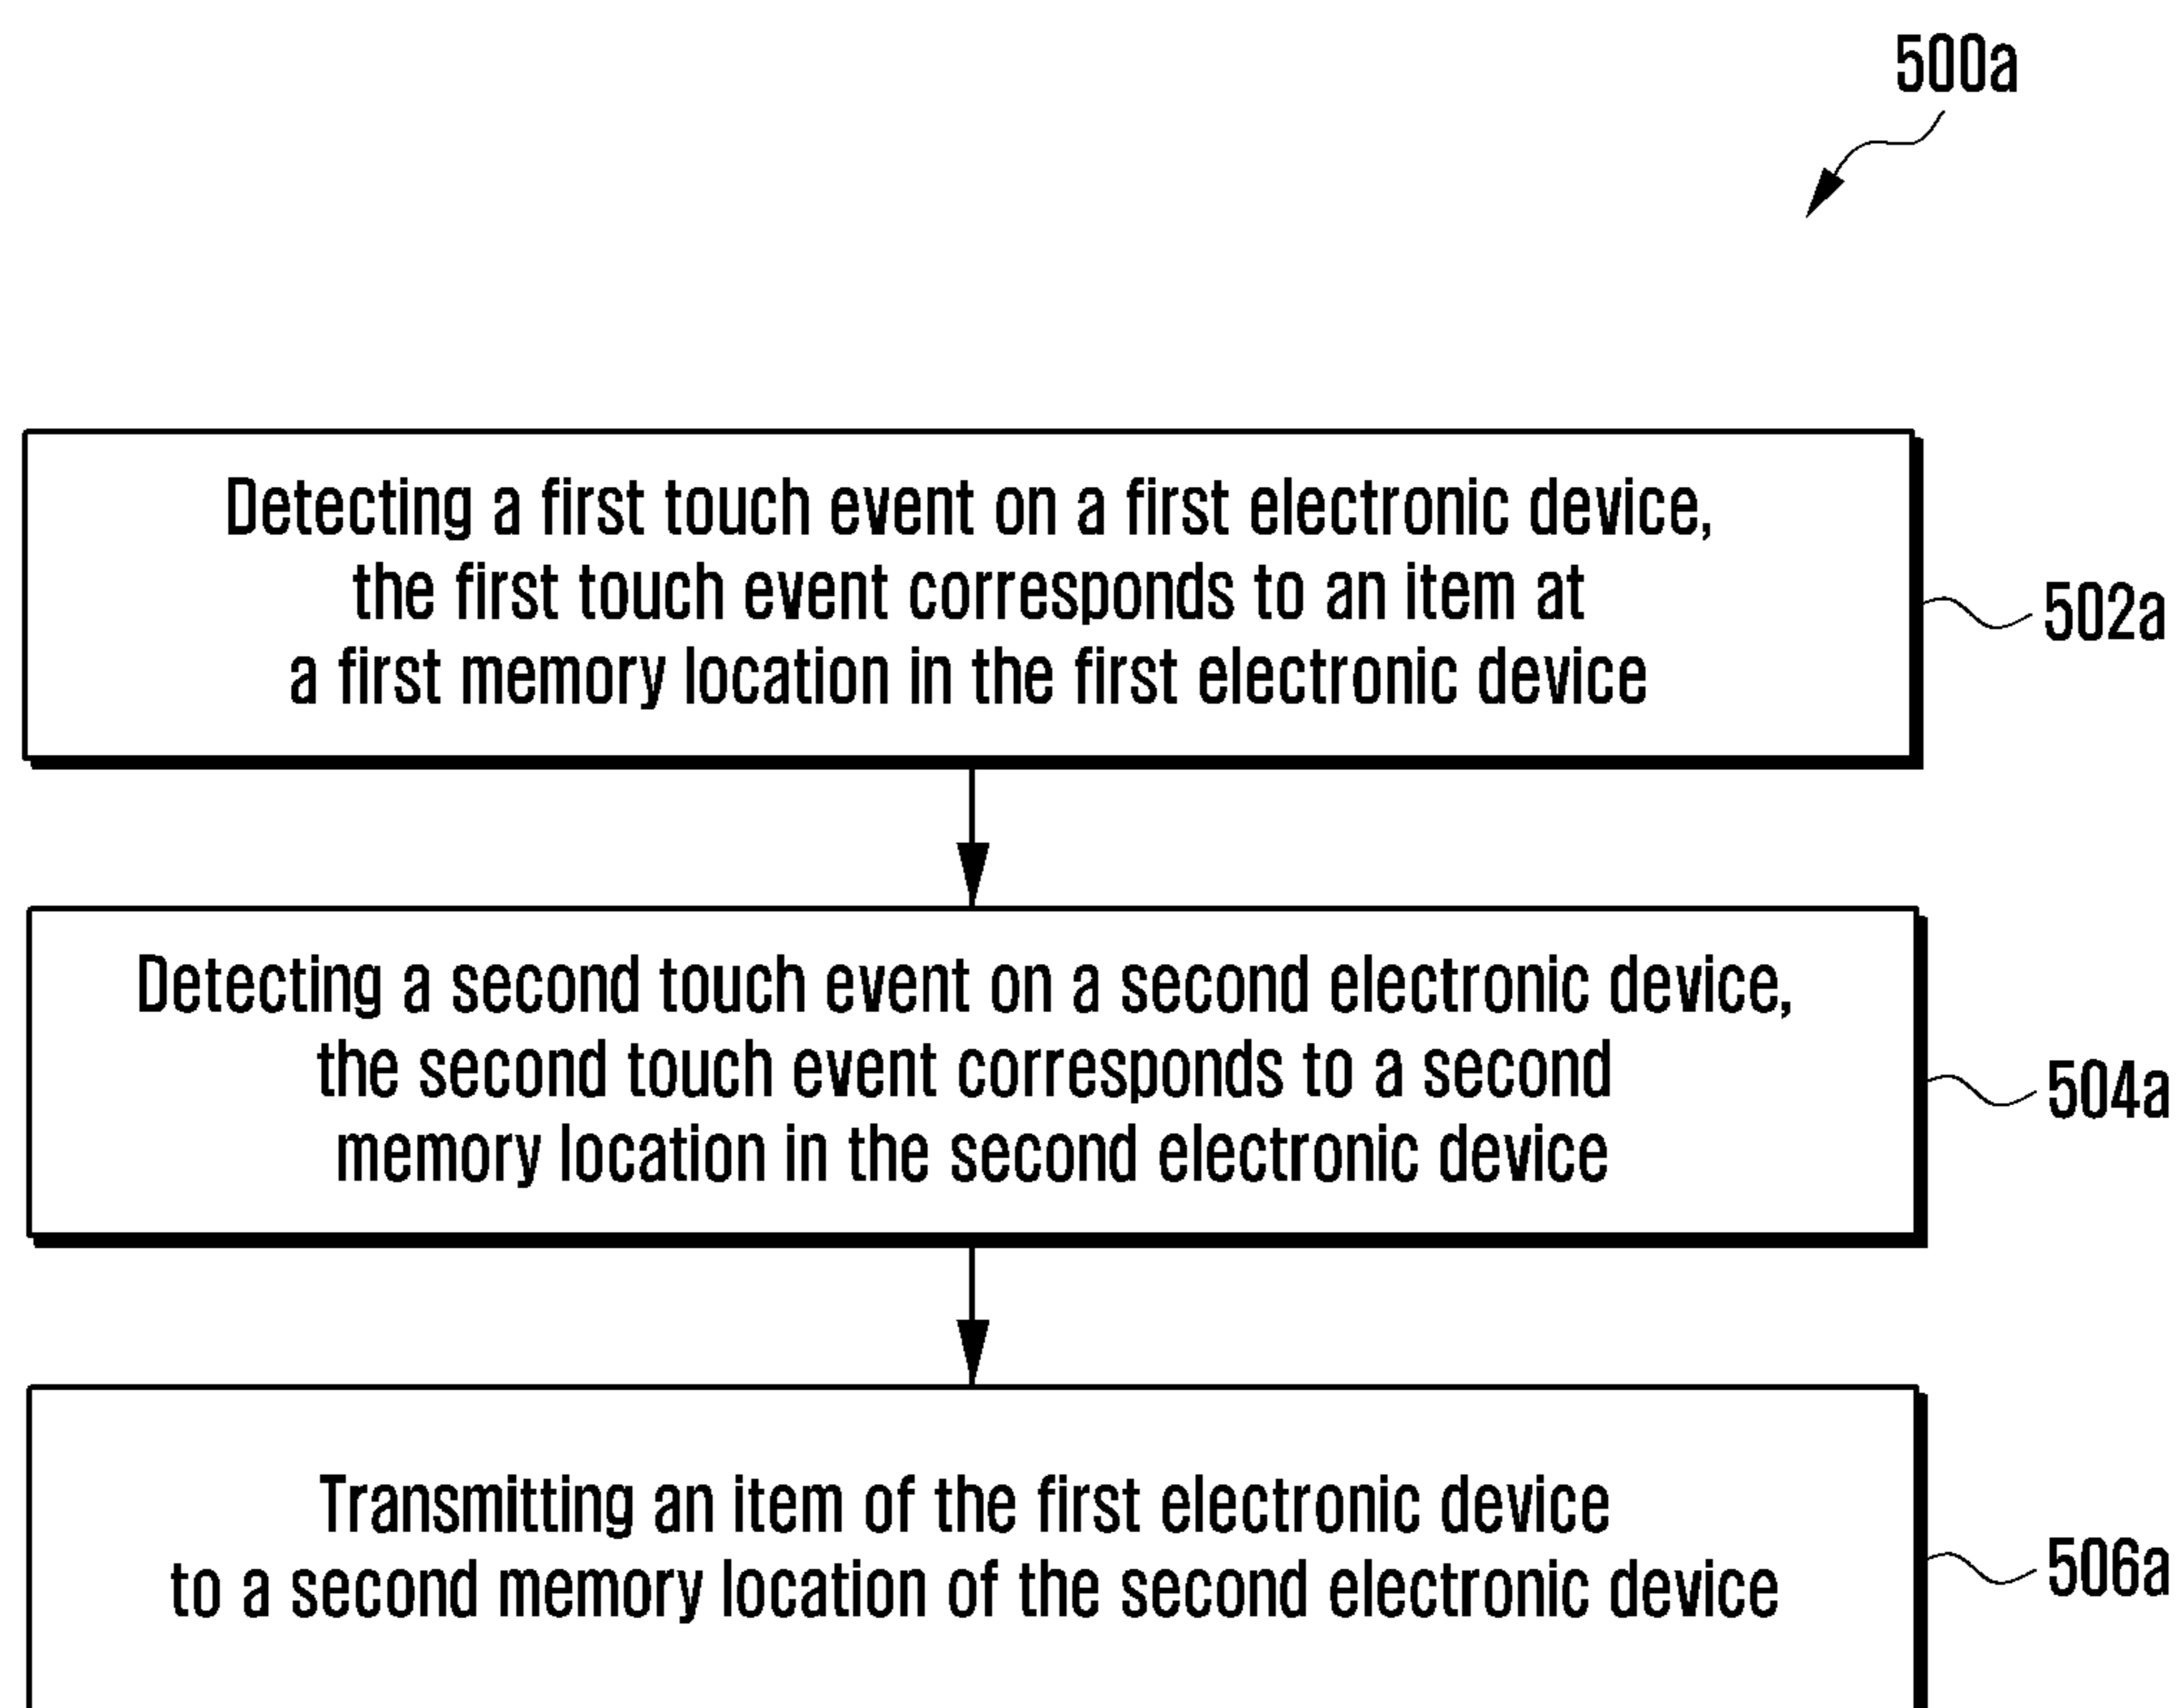 500a
Detecting a first touch event on a first electronic device,
the first touch event corresponds to an item at
a first memory location in the first electronic device
502a
Detecting a second touch event on a second electronic device,
the second touch event corresponds to a second
memory location in the second electronic device
504a
Transmitting an item of the first electronic device
to a second memory location of the second electronic device
506a